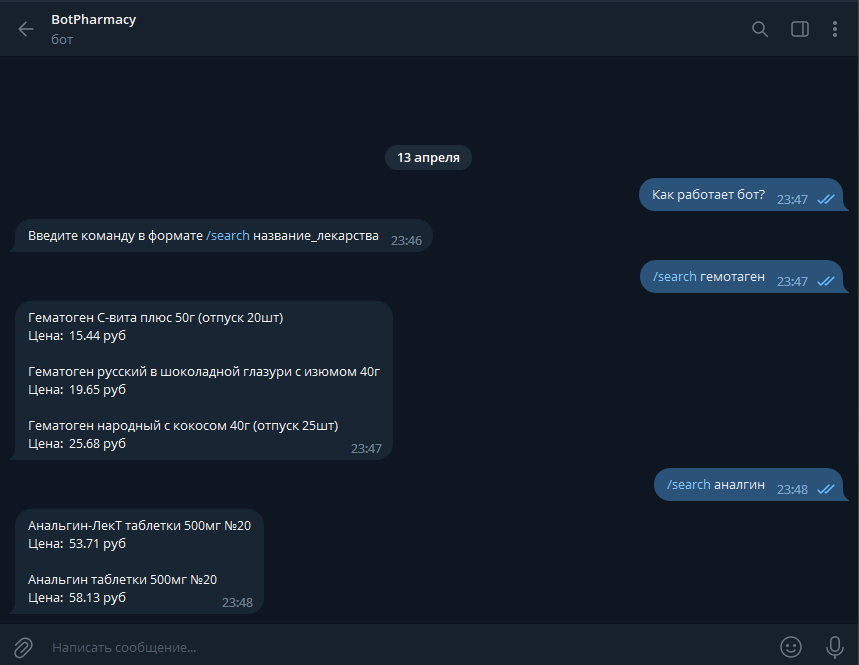 BotPharmacy
бот
13 апреля
Как работает бот? 23:47
Введите команду в формате /search название_лекарства 23:46
/search гемотаген 23:47
Гематоген С-вита плюс 50г (отпуск 20шт)
Цена: 15.44 руб
Гематоген русский в шоколадной глазури с изюмом 40г
Цена: 19.65 руб
Гематоген народный с кокосом 40г (отпуск 25шт)
Цена: 25.68 руб
23:47
/search аналгин 23:48
Анальгин-ЛекТ таблетки 500мг №20
Цена: 53.71 руб
Анальгин таблетки 500мг №20
Цена: 58.13 руб
23:48
Написать сообщение...